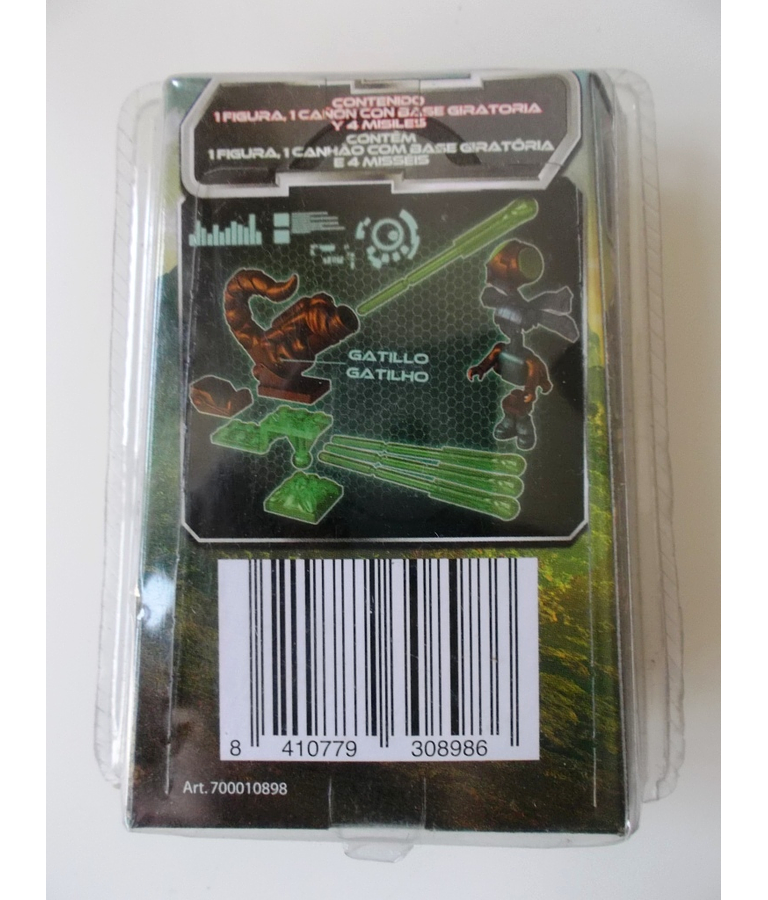 CONTENIDO
1 FIGURA, 1 CAÑÓN CON BASE GIRATORIA
Y 4 MISILES
CONTÉM
1 FIGURA, 1 CANHÃO COM BASE GIRATÓRIA
E 4 MÍSSEIS
GATILLO
GATILHO
8 410779 308986
Art. 700010898